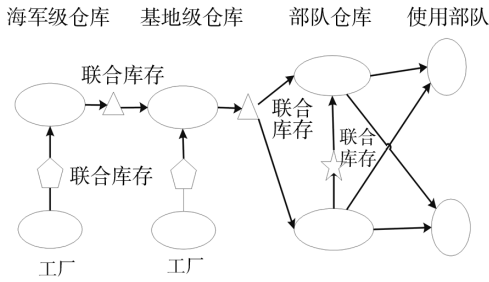 海军级仓库
基地级仓库
部队仓库
使用部队
联合库存
联合
库存
联合
库存
联合库存
工厂
工厂